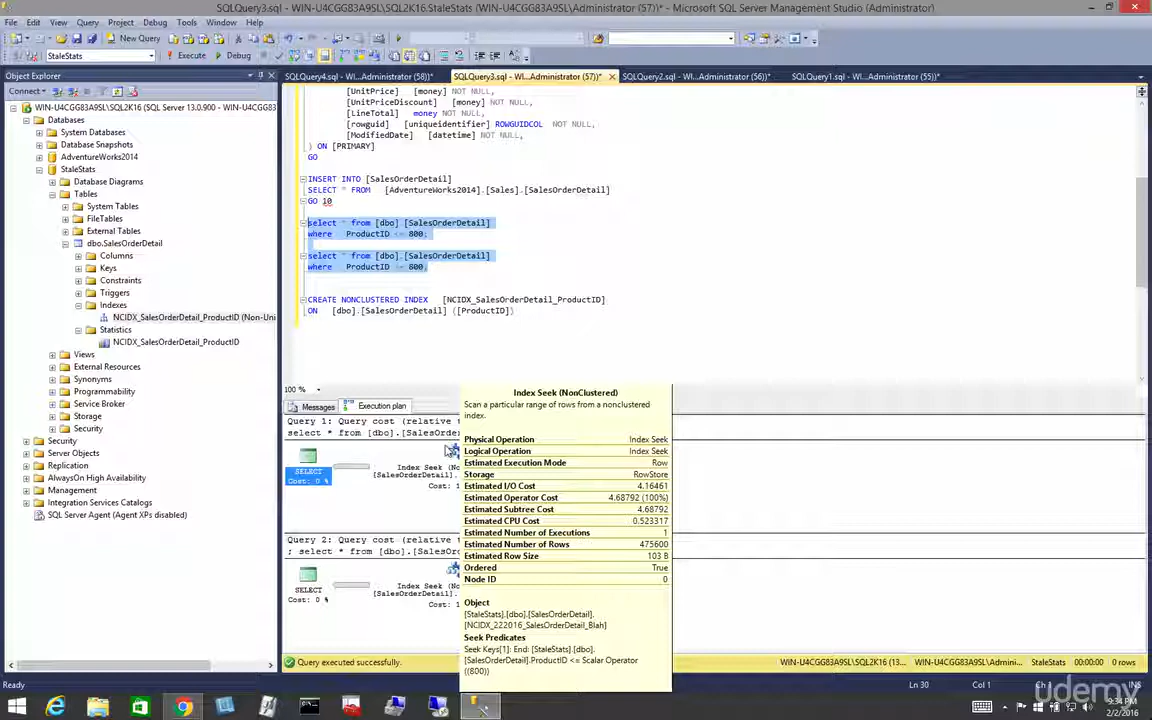 SQLQuery3.sql - WIN-U4CGG83A9SL\SQL2K16.StaleStats (WIN-U4CGG83A9SL\Administrator (57))* - Microsoft SQL Server Management Studio (Administrator)
File Edit View Query Project Debug Tools Window Help
New Query
StaleStats Execute Debug
Object Explorer
SQLQuery4.sql - WI...Administrator (58))* SQLQuery3.sql - WI...Administrator (57))* SQLQuery2.sql - WI...Administrator (56))* SQLQuery1.sql - WI...Administrator (55))*
Connect
WIN-U4CGG83A9SL\SQL2K16 (SQL Server 13.0.900 -
Databases
System Databases
Database Snapshots
AdventureWorks2014
StaleStats
Database Diagrams
Tables
System Tables
FileTables
External Tables
dbo.SalesOrderDetail
Columns
Keys
Constraints
Triggers
Indexes
NCIDX_SalesOrderDetail_ProductID (Non-Uni
Statistics
NCIDX_SalesOrderDetail_ProductID
Views
External Resources
Synonyms
Programmability
Service Broker
Storage
Security
Security
Server Objects
Replication
AlwaysOn High Availability
Management
Integration Services Catalogs
SQL Server Agent (Agent XPs disabled)
[UnitPrice] [money] NOT NULL,
[UnitPriceDiscount] [money] NOT NULL,
[LineTotal] money NOT NULL,
[rowguid] [uniqueidentifier] ROWGUIDCOL NOT NULL,
[ModifiedDate] [datetime] NOT NULL,
) ON [PRIMARY]
GO
INSERT INTO [SalesOrderDetail]
SELECT * FROM [AdventureWorks2014].[Sales].[SalesOrderDetail]
GO 10
select * from [dbo].[SalesOrderDetail]
where ProductID <= 800;
select * from [dbo].[SalesOrderDetail]
where ProductID 800;
CREATE NONCLUSTERED INDEX [NCIDX_SalesOrderDetail_ProductID]
ON [dbo].[SalesOrderDetail] ([ProductID])
100 %
Messages Execution plan
Query 1: Query cost (relative
select * from [dbo].[SalesOrde
SELECT
Cost: 0 %
Index Seek (No
[SalesOrderDetail].
Cost: 1
Query 2: Query cost (relative
; select * from [dbo].[SalesO
SELECT
Cost: 0 %
Index Seek (No
[SalesOrderDetail].
Cost: 1
Index Seek (NonClustered)
Scan a particular range of rows from a nonclustered
index.
Physical Operation Index Seek
Logical Operation Index Seek
Estimated Execution Mode Row
Storage RowStore
Estimated I/O Cost 4.16461
Estimated Operator Cost 4.68792 (100%)
Estimated Subtree Cost 4.68792
Estimated CPU Cost 0.523317
Estimated Number of Executions 1
Estimated Number of Rows 475600
Estimated Row Size 103 B
Ordered True
Node ID 0
Object
[StaleStats].[dbo].[SalesOrderDetail].
[NCIDX_222016_SalesOrderDetail_Blah]
Seek Predicates
Seek Keys[1]: End: [StaleStats].[dbo].
[SalesOrderDetail].ProductID <= Scalar Operator
((800))
Query executed successfully. WIN-U4CGG83A9SL\SQL2K16 (13... WIN-U4CGG83A9SL\Admini... StaleStats 00:00:00 0 rows
Ready Ln 30 Col 1 Ch 1 INS
udemy
9:34 PM
2/2/2016